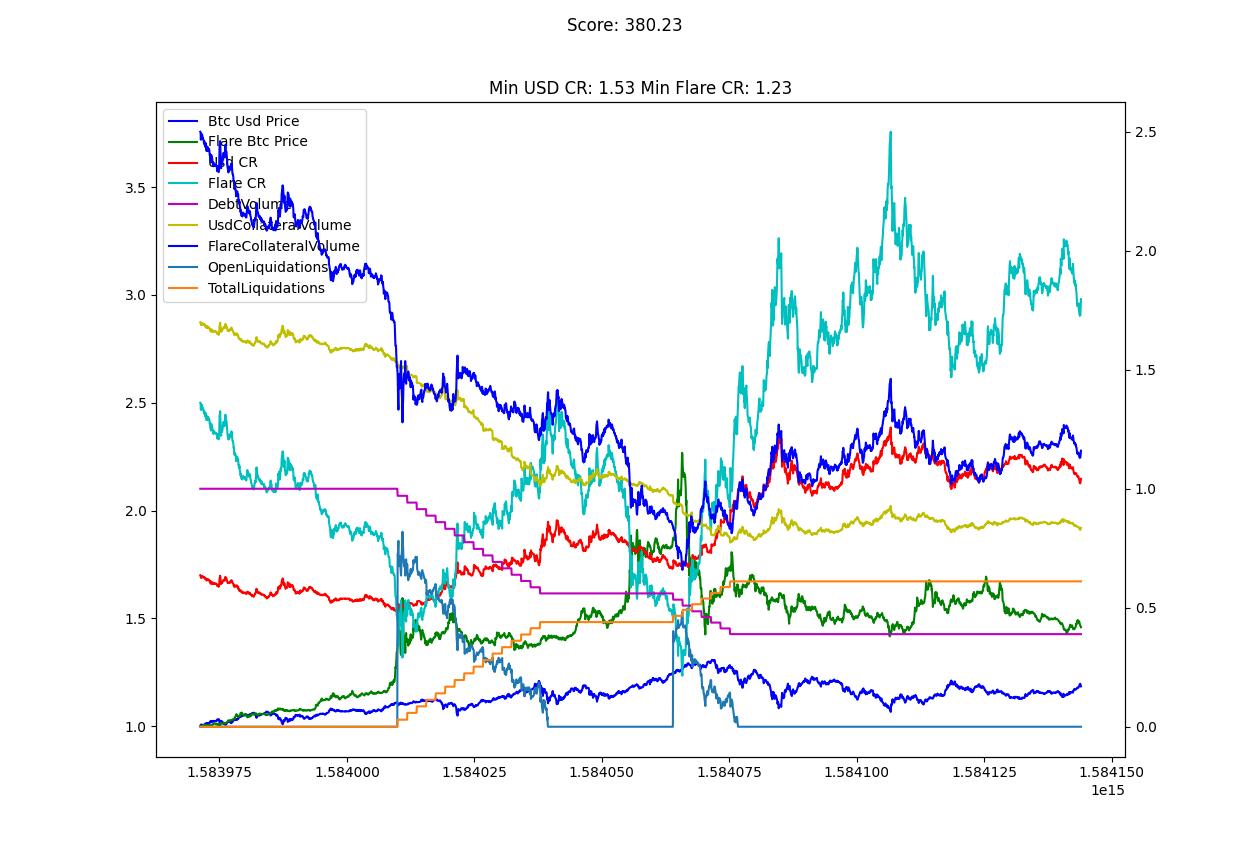 Score: 380.23
Min USD CR: 1.53 Min Flare CR: 1.23
Btc Usd Price
Flare Btc Price
Usd CR
Flare CR
DebtVolume
UsdCollateralVolume
FlareCollateralVolume
OpenLiquidations
TotalLiquidations
3.5
3.0
2.5
2.0
1.5
1.0
2.5
2.0
1.5
1.0
0.5
0.0
1.583975 1.584000 1.584025 1.584050 1.584075 1.584100 1.584125 1.584150
1e15